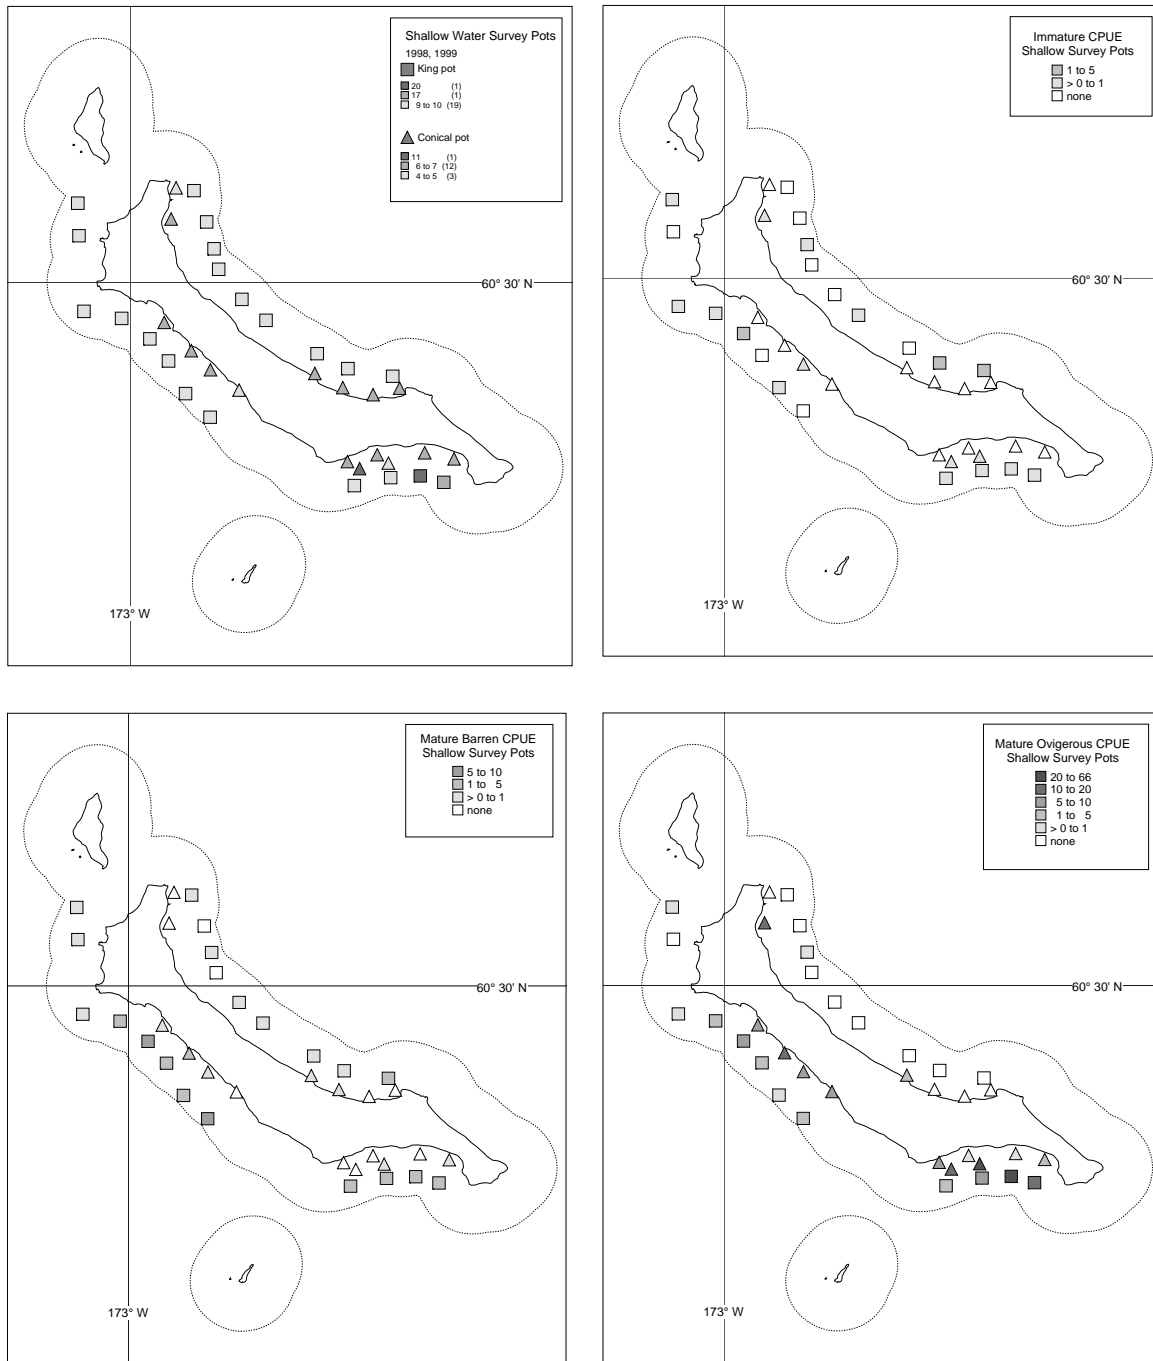 Shallow Water Survey Pots
1998, 1999
King pot
20 (1)
17 (1)
9 to 10 (19)
Conical pot
11 (1)
6 to 7 (12)
4 to 5 (3)
60° 30' N
173° W
Immature CPUE
Shallow Survey Pots
1 to 5
> 0 to 1
none
60° 30' N
173° W
Mature Barren CPUE
Shallow Survey Pots
5 to 10
1 to 5
> 0 to 1
none
60° 30' N
173° W
Mature Ovigerous CPUE
Shallow Survey Pots
20 to 66
10 to 20
5 to 10
1 to 5
> 0 to 1
none
60° 30' N
173° W